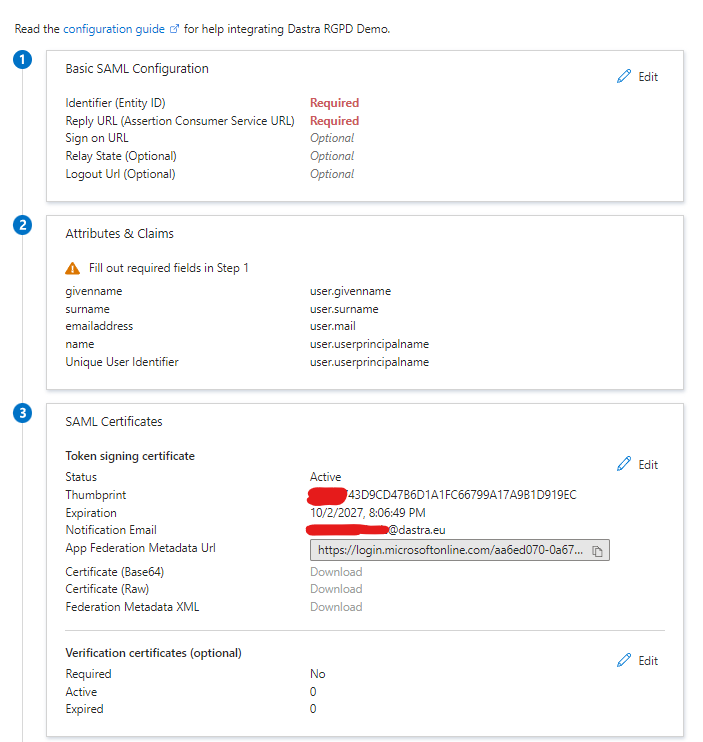 Read the configuration guide for help integrating Dastra RGPD Demo.
1
Basic SAML Configuration
Edit
Identifier (Entity ID) Required
Reply URL (Assertion Consumer Service URL) Required
Sign on URL Optional
Relay State (Optional) Optional
Logout Url (Optional) Optional
2
Attributes & Claims
Fill out required fields in Step 1
givenname user.givenname
surname user.surname
emailaddress user.mail
name user.userprincipalname
Unique User Identifier user.userprincipalname
3
SAML Certificates
Token signing certificate
Edit
Status Active
Thumbprint 43D9CD47B6D1A1FC66799A17A9B1D919EC
Expiration 10/2/2027, 8:06:49 PM
Notification Email @dastra.eu
App Federation Metadata Url https://login.microsoftonline.com/aa6ed070-0a67...
Certificate (Base64) Download
Certificate (Raw) Download
Federation Metadata XML Download
Verification certificates (optional)
Edit
Required No
Active 0
Expired 0